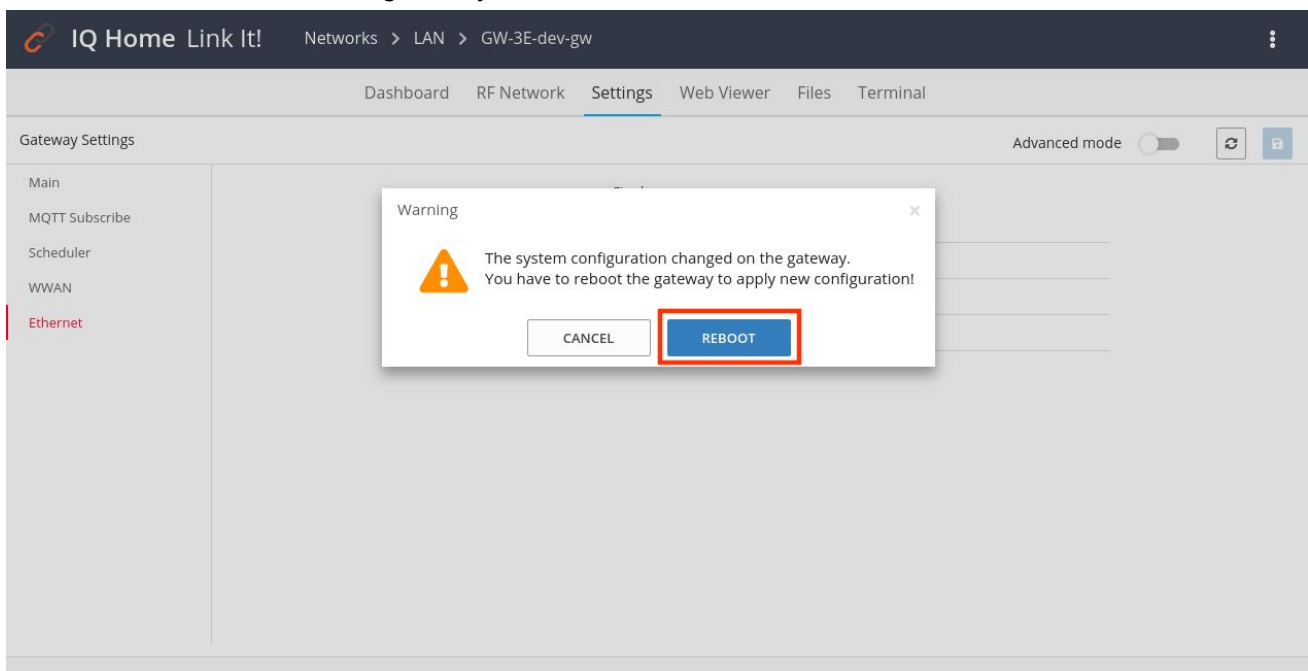 IQ Home Link It! Networks > LAN > GW-3E-dev-gw
Dashboard RF Network Settings Web Viewer Files Terminal
Gateway Settings Advanced mode
Main
MQTT Subscribe
Scheduler
WWAN
Ethernet
Warning ×
The system configuration changed on the gateway.
You have to reboot the gateway to apply new configuration!
CANCEL REBOOT